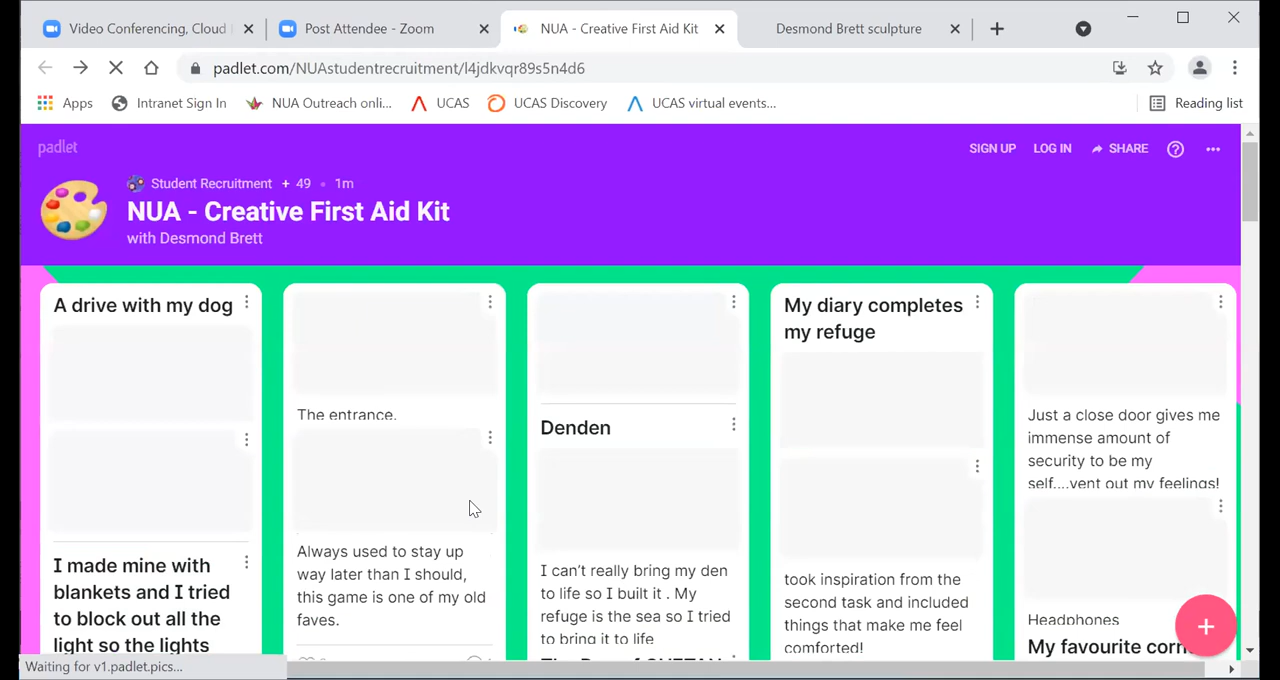 Video Conferencing, Cloud
Post Attendee - Zoom
NUA - Creative First Aid Kit
Desmond Brett sculpture
padlet.com/NUAstudentrecruitment/l4jdkvqr89s5n4d6
Apps
Intranet Sign In
NUA Outreach onli...
UCAS
UCAS Discovery
UCAS virtual events...
Reading list
padlet
SIGN UP
LOG IN
SHARE
Student Recruitment + 49 • 1m
NUA - Creative First Aid Kit
with Desmond Brett
A drive with my dog
I made mine with
blankets and I tried
to block out all the
light so the lights
The entrance.
Always used to stay up
way later than I should,
this game is one of my old
faves.
Denden
I can't really bring my den
to life so I built it . My
refuge is the sea so I tried
to bring it to life
My diary completes
my refuge
took inspiration from the
second task and included
things that make me feel
comforted!
Just a close door gives me
immense amount of
security to be my
self....vent out my feelings!
Headphones
My favourite corn
Waiting for v1.padlet.pics...